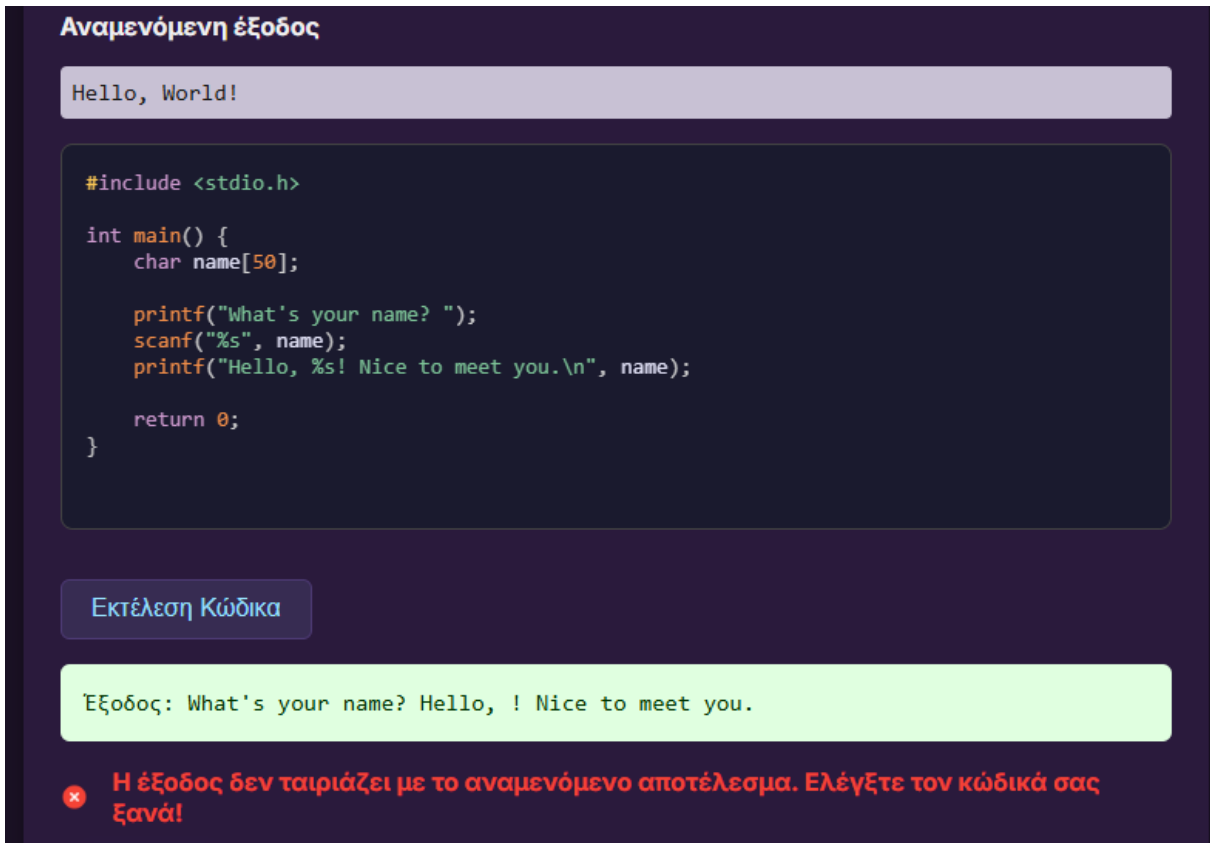 Αναμενόμενη έξοδος
Hello, World!
#include <stdio.h>
int main() {
    char name[50];
    printf("What's your name? ");
    scanf("%s", name);
    printf("Hello, %s! Nice to meet you.\n", name);
    return 0;
}
Εκτέλεση Κώδικα
Έξοδος: What's your name? Hello, ! Nice to meet you.
Η έξοδος δεν ταιριάζει με το αναμενόμενο αποτέλεσμα. Ελέγξτε τον κώδικά σας
ξανά!